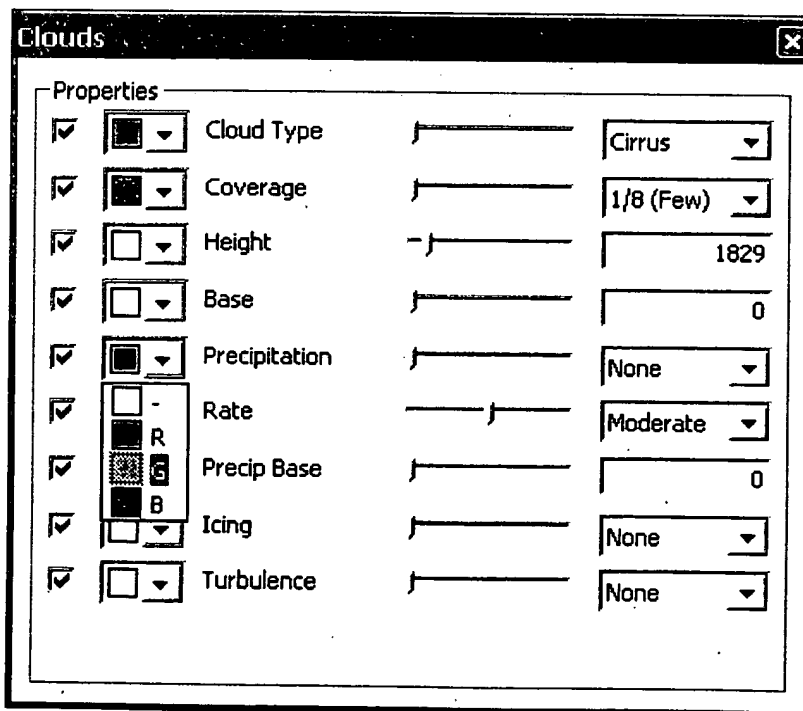 Clouds
Properties
Cloud Type Cirrus
Coverage 1/8 (Few)
Height 1829
Base 0
Precipitation None
-
Rate Moderate
R
G
Precip Base 0
B
Icing None
Turbulence None